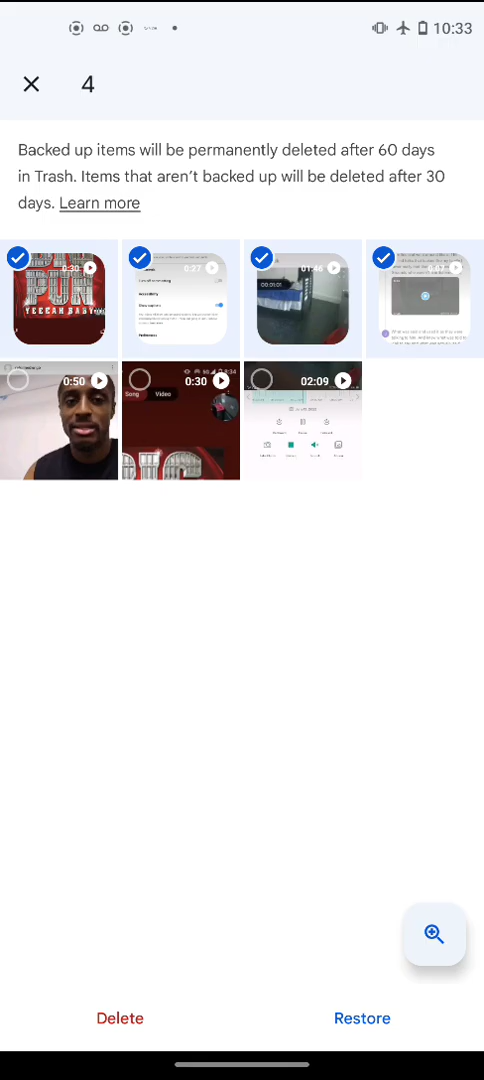 10:33
4
Backed up items will be permanently deleted after 60 days
in Trash. Items that aren't backed up will be deleted after 30
days. Learn more
0:30
0:27
01:46
0:50
0:30
02:09
Song Video
Delete
Restore